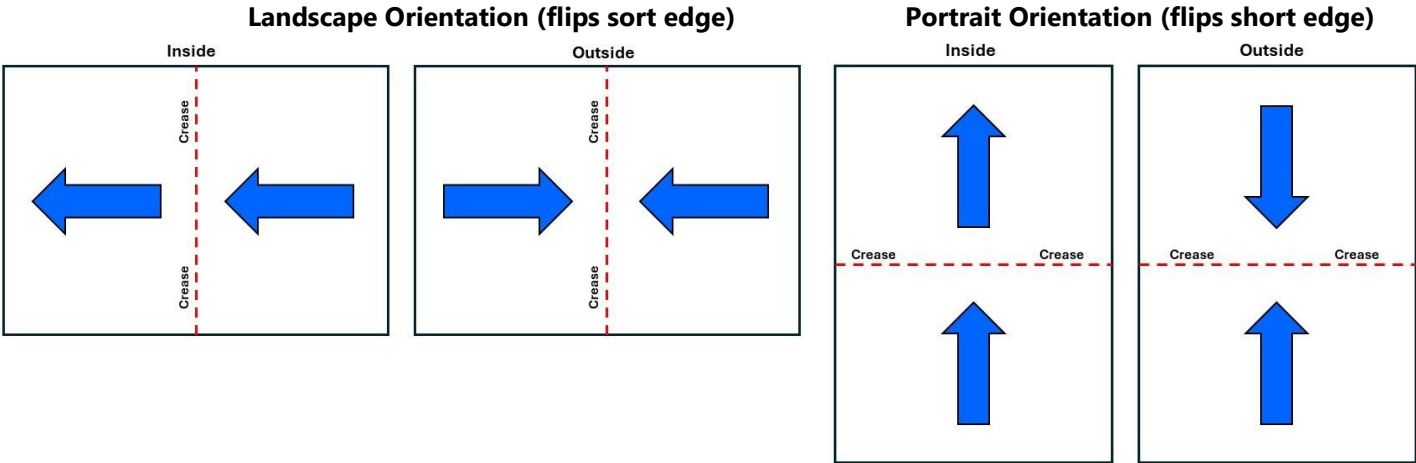 Landscape Orientation (flips sort edge)
Inside
Crease
Crease
Outside
Crease
Crease
Portrait Orientation (flips short edge)
Inside
Crease Crease
Outside
Crease Crease